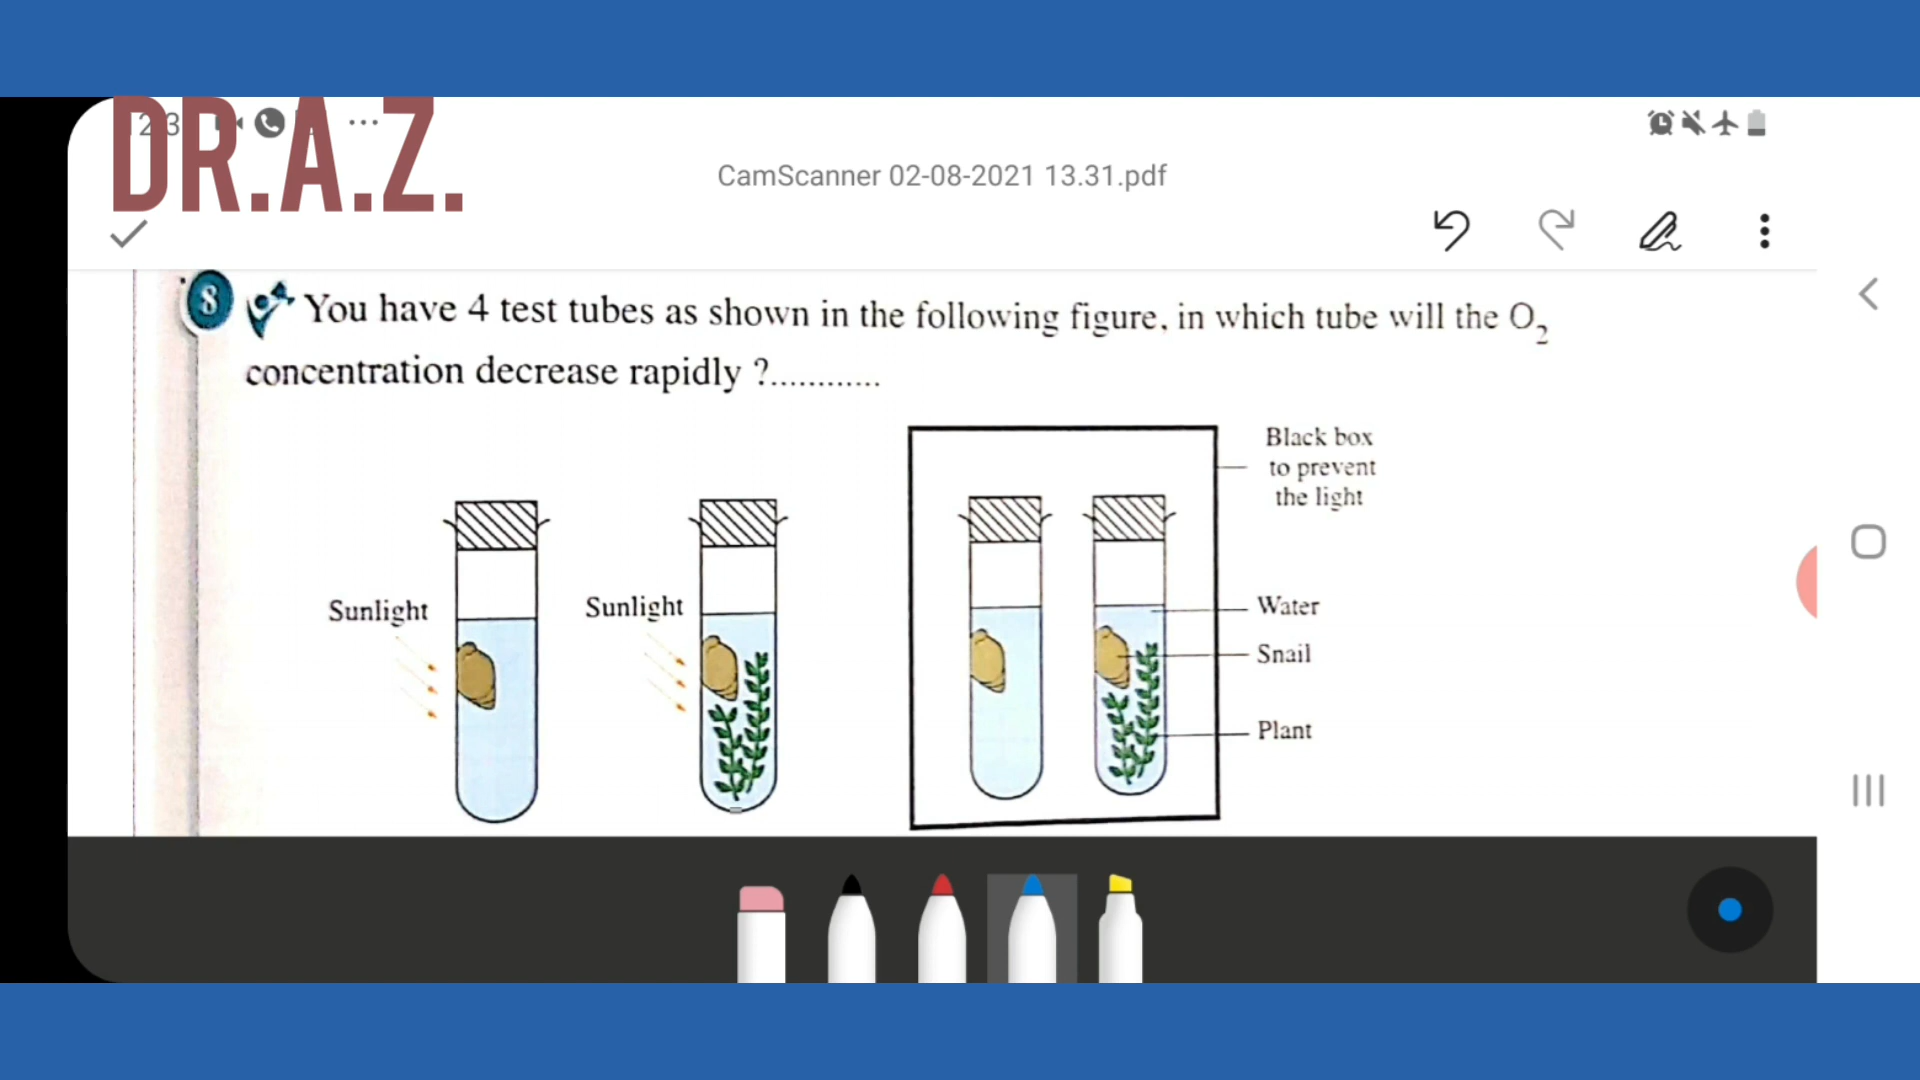 DR.A.Z.
CamScanner 02-08-2021 13.31.pdf
8 You have 4 test tubes as shown in the following figure, in which tube will the O₂
concentration decrease rapidly ?............
Black box
to prevent
the light
Sunlight
Sunlight
Water
Snail
Plant